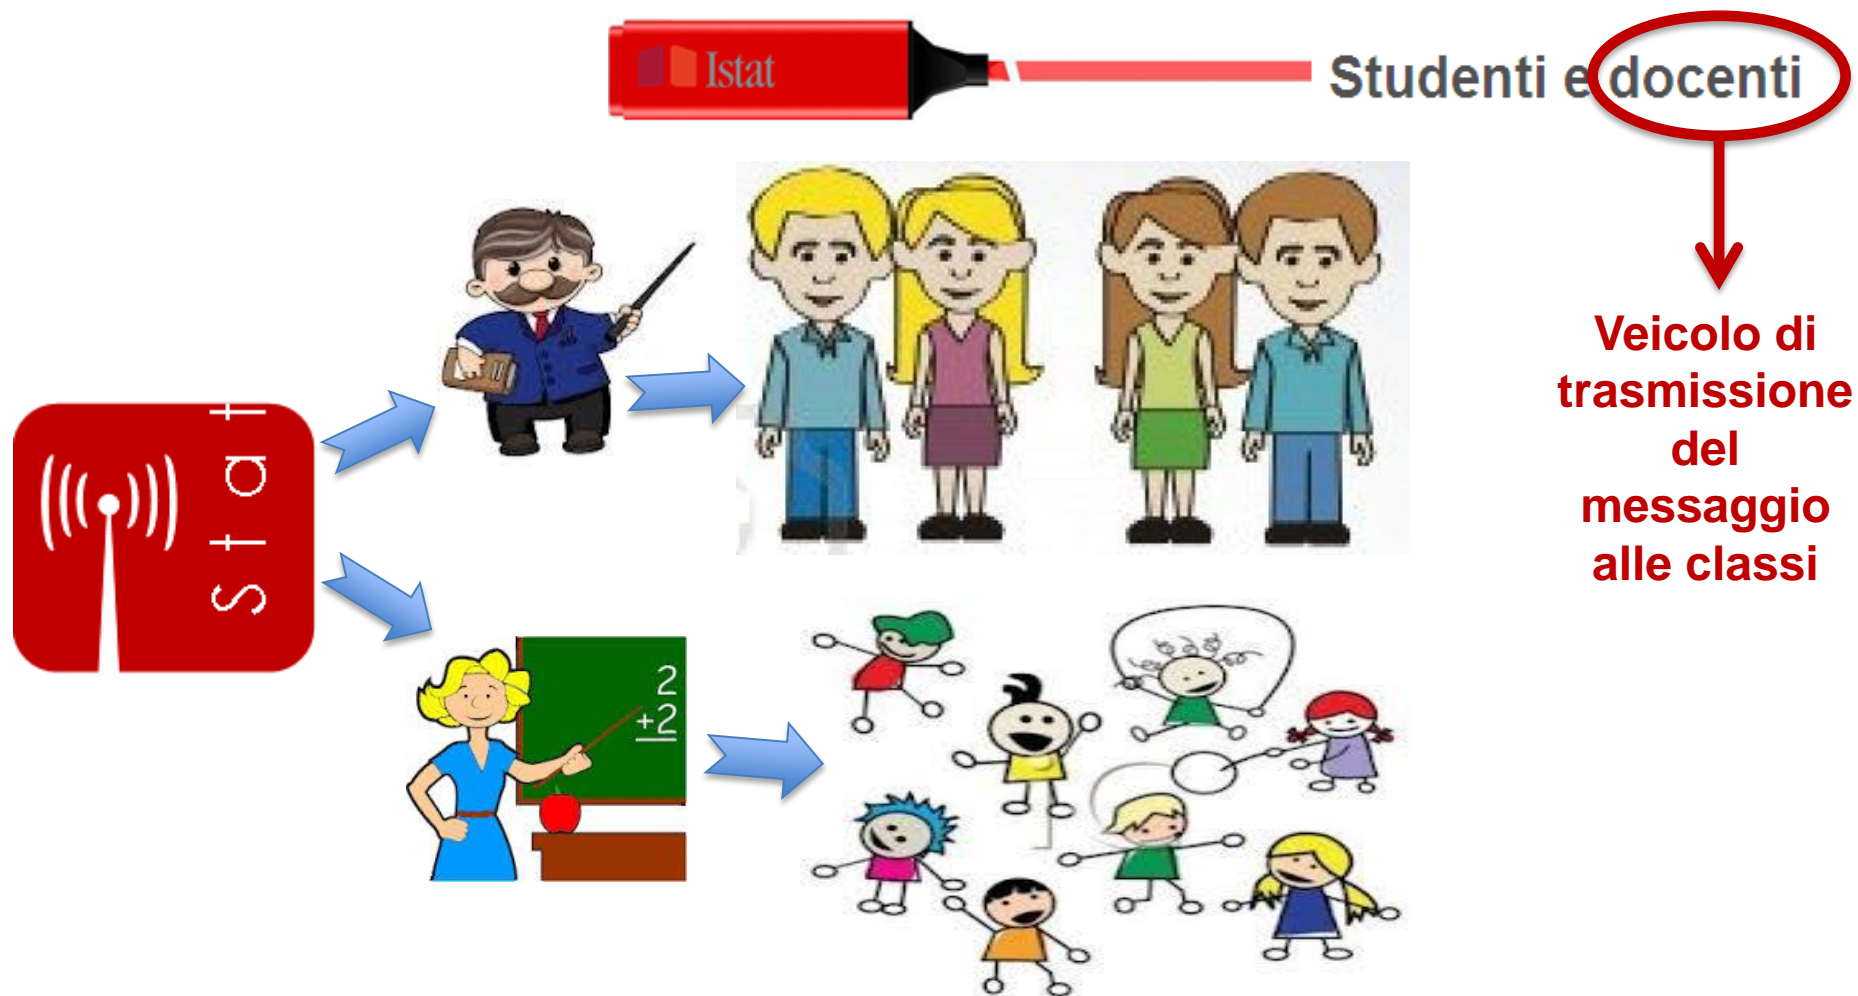 Istat
Studenti e docenti
Veicolo di
trasmissione
del
messaggio
alle classi
Stat
2
+2